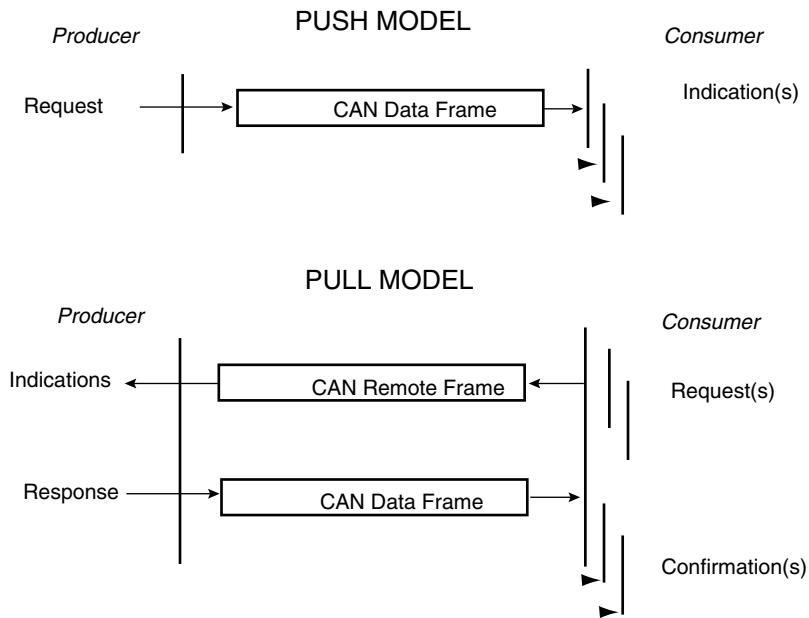 PUSH MODEL
Producer
Consumer
Request
CAN Data Frame
Indication(s)
PULL MODEL
Producer
Consumer
Indications
CAN Remote Frame
Request(s)
Response
CAN Data Frame
Confirmation(s)